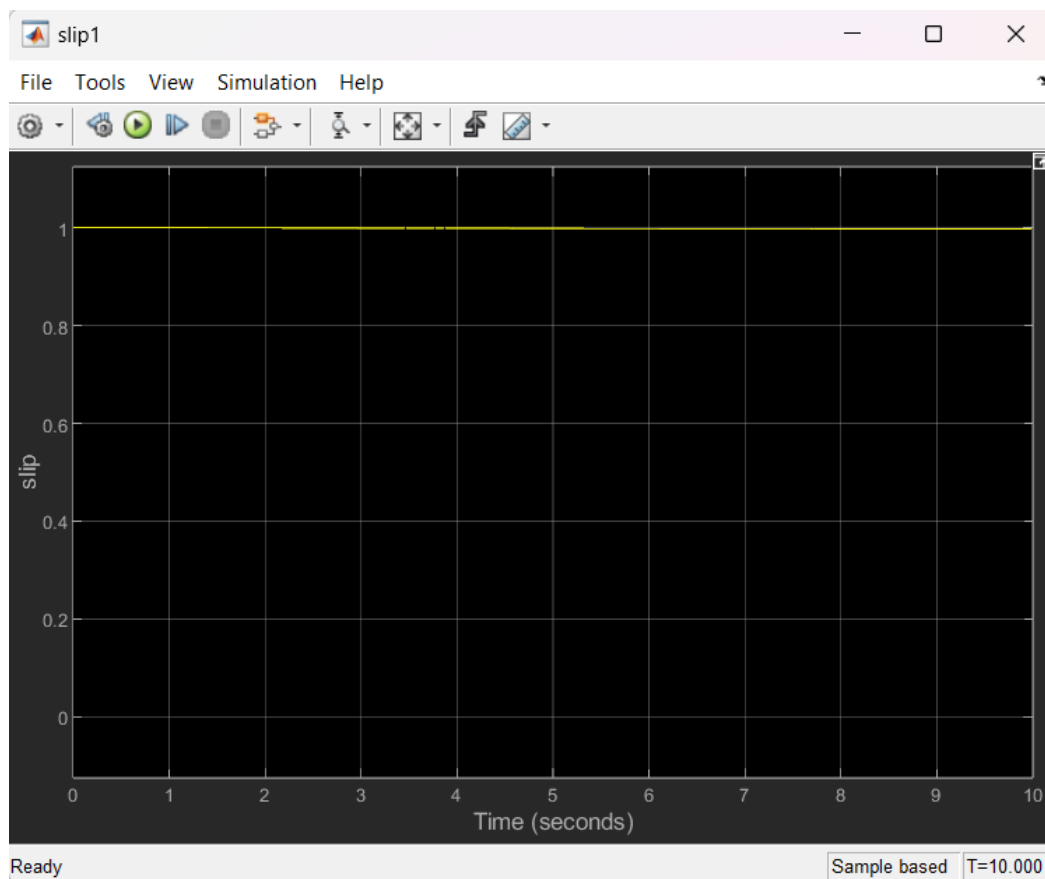 slip1
File Tools View Simulation Help
1
0.8
0.6
0.4
0.2
0
slip
0 1 2 3 4 5 6 7 8 9 10
Time (seconds)
Ready Sample based T=10.000